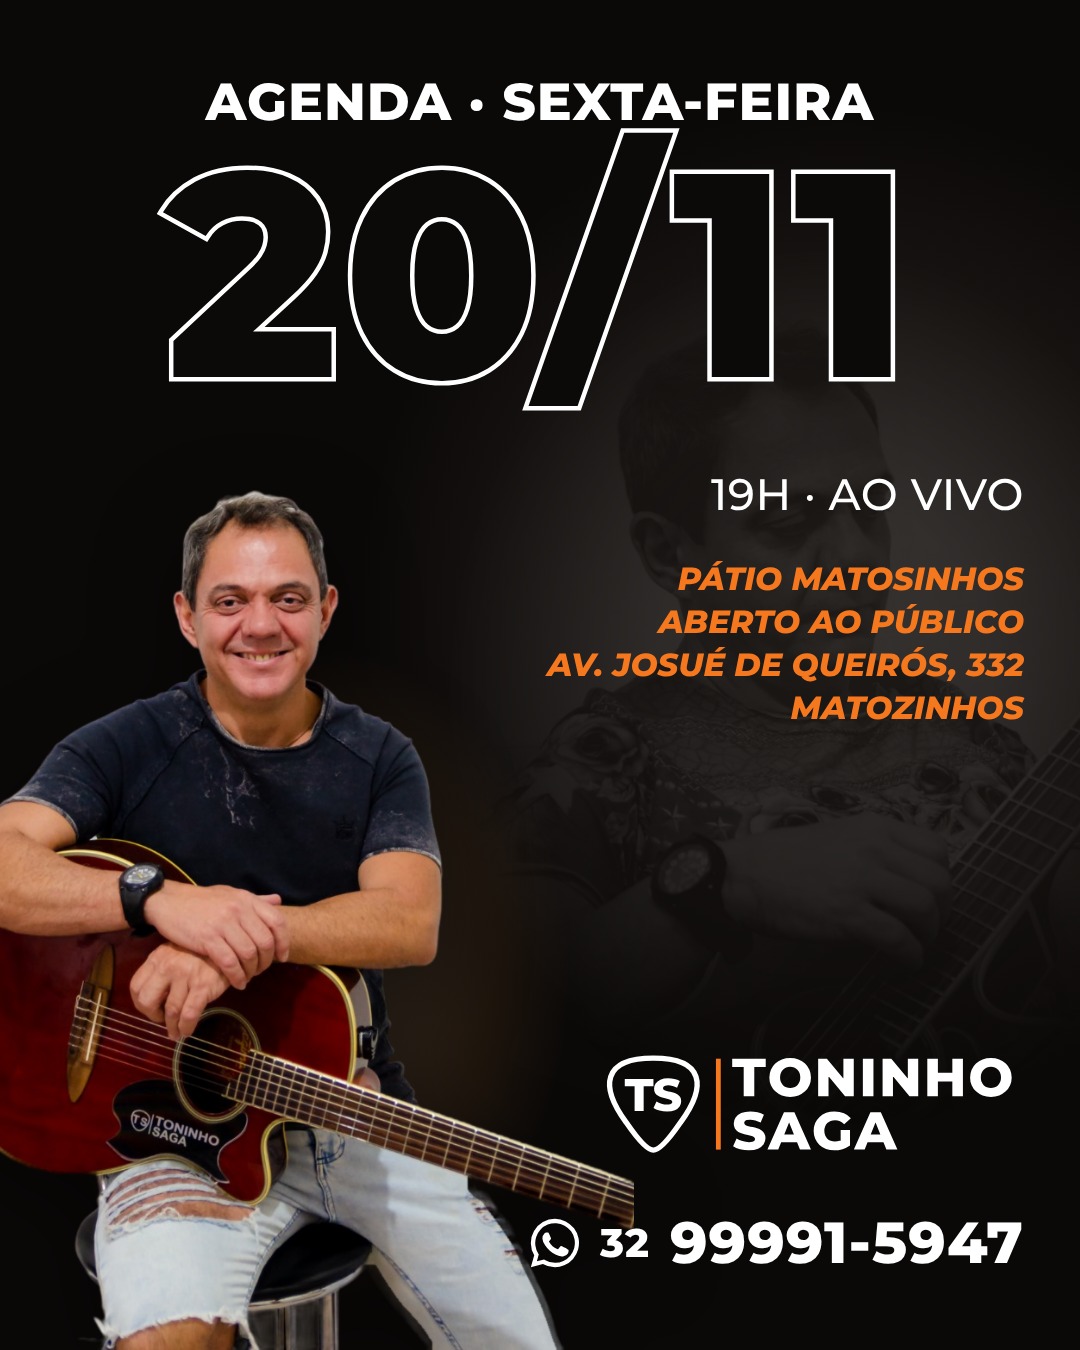 AGENDA · SEXTA-FEIRA
20/11
19H · AO VIVO
PÁTIO MATOSINHOS
ABERTO AO PÚBLICO
AV. JOSUÉ DE QUEIRÓS, 332
MATOZINHOS
TS
TONINHO
SAGA
TS TONINHO
SAGA
32 99991-5947